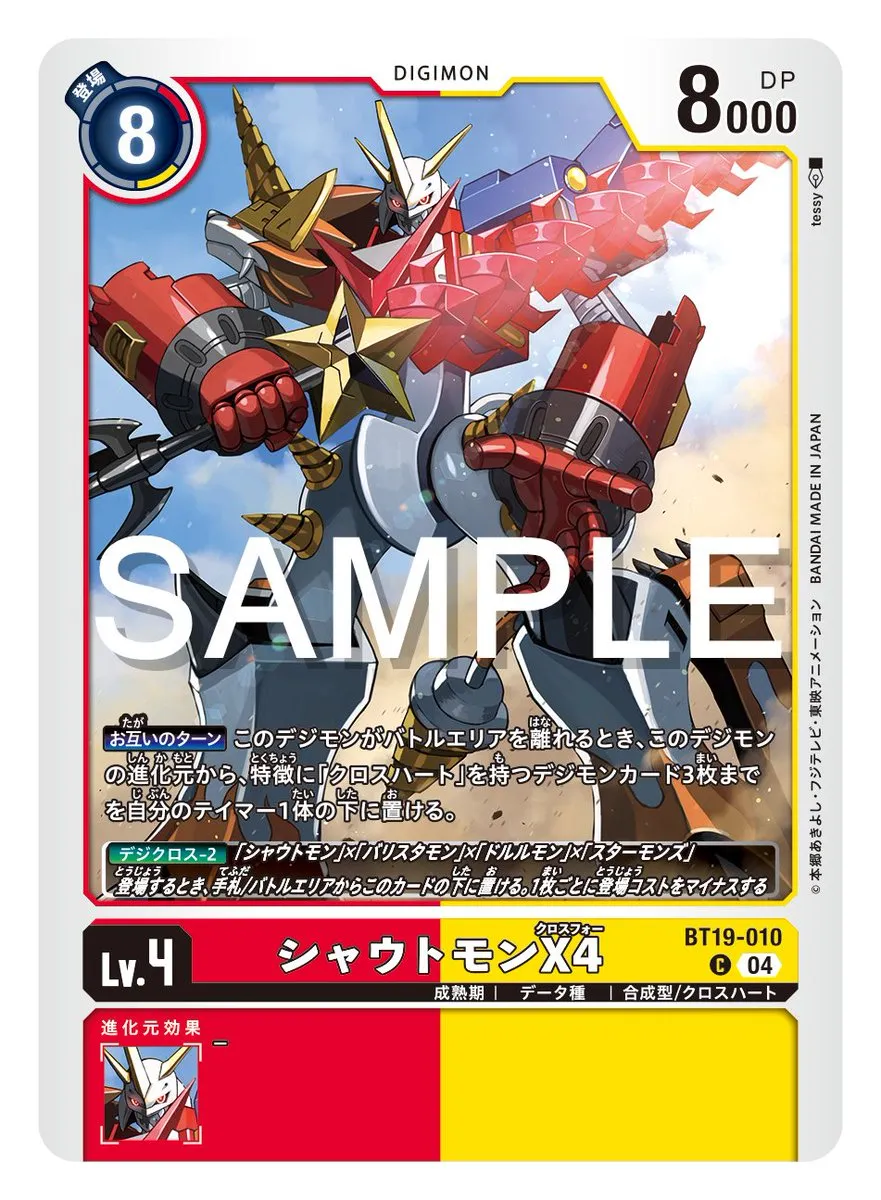 DIGIMON
登場
8
8000
DP
tessy
本郷あきよし・フジテレビ・東映アニメーション BANDAI MADE IN JAPAN
©
SAMPLE
お互いのターン このデジモンがバトルエリアを離れるとき、このデジモン
の進化元から、特徴に「クロスハート」を持つデジモンカード3枚まで
を自分のテイマー1体の下に置ける。
デジクロス-2 「シャウトモン」×「バリスタモン」×「ドルルモン」×「スターモンズ」
登場するとき、手札/バトルエリアからこのカードの下に置ける。1枚ごとに登場コストをマイナスする
Lv.4
シャウトモンX4
クロスフォー
BT19-010
C 04
成熟期 | データ種 | 合成型/クロスハート
進化元効果
-